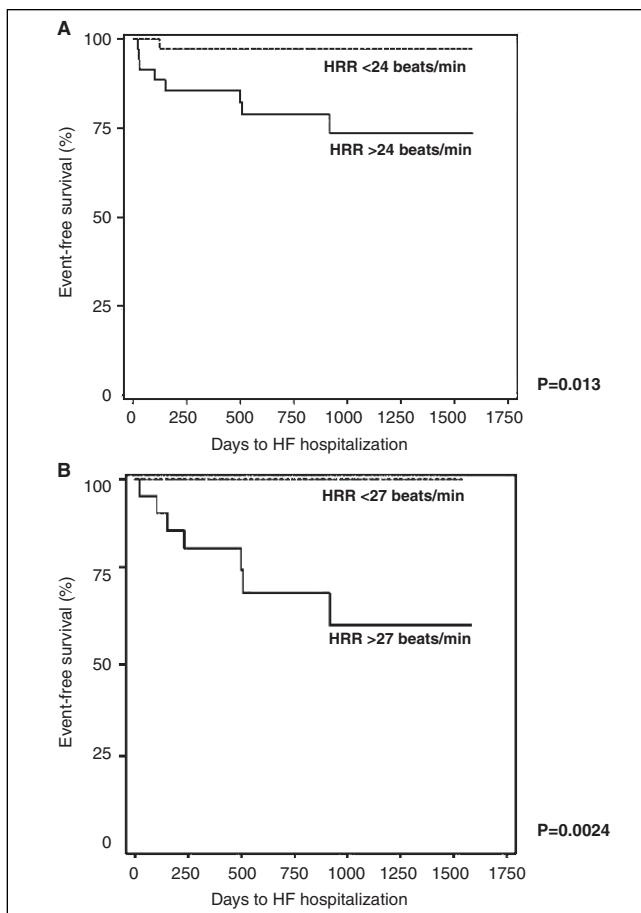 A
100
75
50
25
0
Event-free survival (%)
HRR <24 beats/min
HRR >24 beats/min
0 250 500 750 1000 1250 1500 1750
Days to HF hospitalization
P=0.013
B
100
75
50
25
0
Event-free survival (%)
HRR <27 beats/min
HRR >27 beats/min
0 250 500 750 1000 1250 1500 1750
Days to HF hospitalization
P=0.0024